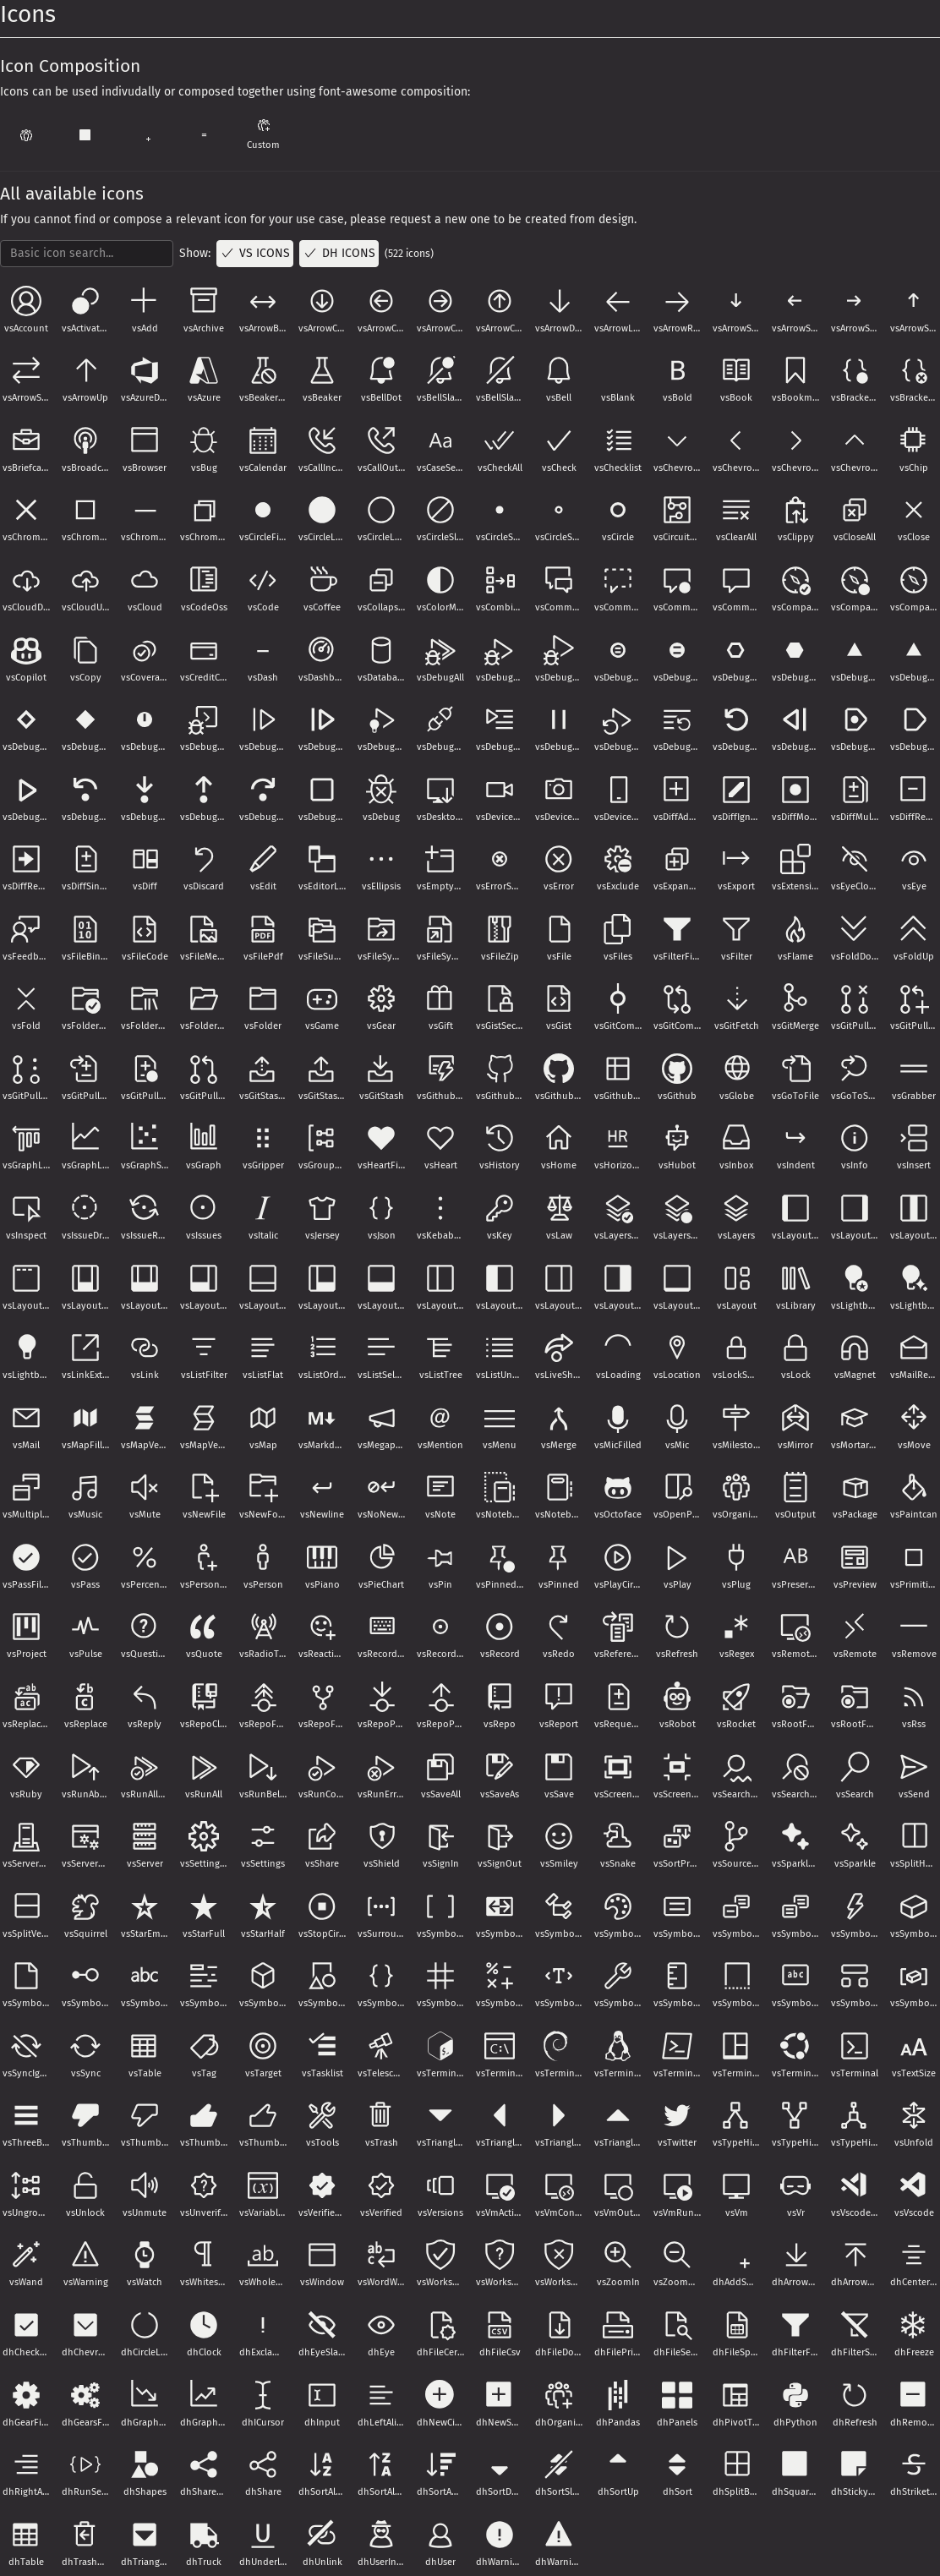 Icons
Icon Composition
Icons can be used indivudally or composed together using font-awesome composition:
+ =
Custom
All available icons
If you cannot find or compose a relevant icon for your use case, please request a new one to be created from design.
Basic icon search... Show: VS ICONS DH ICONS (522 icons)
vsAccount vsActivat... vsAdd vsArchive vsArrowB... vsArrowC... vsArrowC... vsArrowC... vsArrowC... vsArrowD... vsArrowL... vsArrowR... vsArrowS... vsArrowS... vsArrowS... vsArrowS...
vsArrowS... vsArrowUp vsAzureD... vsAzure vsBeaker... vsBeaker vsBellDot vsBellSla... vsBellSla... vsBell vsBlank vsBold vsBook vsBookm... vsBracke... vsBracke...
vsBriefca... vsBroadc... vsBrowser vsBug vsCalendar vsCallInc... vsCallOut... vsCaseSe... vsCheckAll vsCheck vsChecklist vsChevro... vsChevro... vsChevro... vsChevro... vsChip
vsChrom... vsChrom... vsChrom... vsChrom... vsCircleFi... vsCircleL... vsCircleL... vsCircleSl... vsCircleS... vsCircleS... vsCircle vsCircuit... vsClearAll vsClippy vsCloseAll vsClose
vsCloudD... vsCloudU... vsCloud vsCodeOss vsCode vsCoffee vsCollaps... vsColorM... vsCombi... vsComm... vsComm... vsComm... vsComm... vsCompa... vsCompa... vsCompa...
vsCopilot vsCopy vsCovera... vsCreditC... vsDash vsDashb... vsDataba... vsDebugAll vsDebug... vsDebug... vsDebug... vsDebug... vsDebug... vsDebug... vsDebug... vsDebug...
vsDebug... vsDebug... vsDebug... vsDebug... vsDebug... vsDebug... vsDebug... vsDebug... vsDebug... vsDebug... vsDebug... vsDebug... vsDebug... vsDebug... vsDebug... vsDebug...
vsDebug... vsDebug... vsDebug... vsDebug... vsDebug... vsDebug... vsDebug vsDeskto... vsDevice... vsDevice... vsDevice... vsDiffAd... vsDiffIgn... vsDiffMo... vsDiffMul... vsDiffRe...
vsDiffRe... vsDiffSin... vsDiff vsDiscard vsEdit vsEditorL... vsEllipsis vsEmpty... vsErrorS... vsError vsExclude vsExpan... vsExport vsExtensi... vsEyeClo... vsEye
vsFeedb... vsFileBin... vsFileCode vsFileMe... vsFilePdf vsFileSu... vsFileSy... vsFileSy... vsFileZip vsFile vsFiles vsFilterFi... vsFilter vsFlame vsFoldDo... vsFoldUp
vsFold vsFolder... vsFolder... vsFolder... vsFolder vsGame vsGear vsGift vsGistSec... vsGist vsGitCom... vsGitCom... vsGitFetch vsGitMerge vsGitPull... vsGitPull...
vsGitPull... vsGitPull... vsGitPull... vsGitPull... vsGitStas... vsGitStas... vsGitStash vsGithub... vsGithub... vsGithub... vsGithub... vsGithub vsGlobe vsGoToFile vsGoToS... vsGrabber
vsGraphL... vsGraphL... vsGraphS... vsGraph vsGripper vsGroup... vsHeartFi... vsHeart vsHistory vsHome vsHorizo... vsHubot vsInbox vsIndent vsInfo vsInsert
vsInspect vsIssueDr... vsIssueR... vsIssues vsItalic vsJersey vsJson vsKebab... vsKey vsLaw vsLayers... vsLayers... vsLayers vsLayout... vsLayout... vsLayout...
vsLayout... vsLayout... vsLayout... vsLayout... vsLayout... vsLayout... vsLayout... vsLayout... vsLayout... vsLayout... vsLayout... vsLayout... vsLayout vsLibrary vsLightb... vsLightb...
vsLightb... vsLinkExt... vsLink vsListFilter vsListFlat vsListOrd... vsListSel... vsListTree vsListUn... vsLiveSh... vsLoading vsLocation vsLockS... vsLock vsMagnet vsMailRe...
vsMail vsMapFill... vsMapVe... vsMapVe... vsMap vsMarkd... vsMegap... vsMention vsMenu vsMerge vsMicFilled vsMic vsMilesto... vsMirror vsMortar... vsMove
vsMultipl... vsMusic vsMute vsNewFile vsNewFo... vsNewline vsNoNew... vsNote vsNoteb... vsNoteb... vsOctoface vsOpenP... vsOrgani... vsOutput vsPackage vsPaintcan
vsPassFil... vsPass vsPercen... vsPerson... vsPerson vsPiano vsPieChart vsPin vsPinned... vsPinned vsPlayCir... vsPlay vsPlug vsPreser... vsPreview vsPrimiti...
vsProject vsPulse vsQuesti... vsQuote vsRadioT... vsReacti... vsRecord... vsRecord... vsRecord vsRedo vsRefere... vsRefresh vsRegex vsRemot... vsRemote vsRemove
vsReplac... vsReplace vsReply vsRepoCl... vsRepoF... vsRepoF... vsRepoP... vsRepoP... vsRepo vsReport vsReque... vsRobot vsRocket vsRootF... vsRootF... vsRss
vsRuby vsRunAb... vsRunAll... vsRunAll vsRunBel... vsRunCo... vsRunErr... vsSaveAll vsSaveAs vsSave vsScreen... vsScreen... vsSearch... vsSearch... vsSearch vsSend
vsServer... vsServer... vsServer vsSetting... vsSettings vsShare vsShield vsSignIn vsSignOut vsSmiley vsSnake vsSortPr... vsSource... vsSparkl... vsSparkle vsSplitH...
vsSplitVe... vsSquirrel vsStarEm... vsStarFull vsStarHalf vsStopCir... vsSurrou... vsSymbo... vsSymbo... vsSymbo... vsSymbo... vsSymbo... vsSymbo... vsSymbo... vsSymbo... vsSymbo...
vsSymbo... vsSymbo... vsSymbo... vsSymbo... vsSymbo... vsSymbo... vsSymbo... vsSymbo... vsSymbo... vsSymbo... vsSymbo... vsSymbo... vsSymbo... vsSymbo... vsSymbo... vsSymbo...
vsSyncIg... vsSync vsTable vsTag vsTarget vsTasklist vsTelesc... vsTermin... vsTermin... vsTermin... vsTermin... vsTermin... vsTermin... vsTermin... vsTerminal vsTextSize
vsThreeB... vsThumb... vsThumb... vsThumb... vsThumb... vsTools vsTrash vsTriangl... vsTriangl... vsTriangl... vsTriangl... vsTwitter vsTypeHi... vsTypeHi... vsTypeHi... vsUnfold
vsUngro... vsUnlock vsUnmute vsUnverif... vsVariabl... vsVerifie... vsVerified vsVersions vsVmActi... vsVmCon... vsVmOut... vsVmRun... vsVm vsVr vsVscode... vsVscode
vsWand vsWarning vsWatch vsWhites... vsWhole... vsWindow vsWordW... vsWorks... vsWorks... vsWorks... vsZoomIn vsZoom... dhAddS... dhArrow... dhArrow... dhCenter...
dhCheck... dhChevr... dhCircleL... dhClock dhExcla... dhEyeSla... dhEye dhFileCer... dhFileCsv dhFileDo... dhFilePri... dhFileSe... dhFileSp... dhFilterF... dhFilterS... dhFreeze
dhGearFi... dhGearsF... dhGraph... dhGraph... dhICursor dhInput dhLeftAli... dhNewCi... dhNewS... dhOrgani... dhPandas dhPanels dhPivotT... dhPython dhRefresh dhRemo...
dhRightA... dhRunSe... dhShapes dhShare... dhShare dhSortAl... dhSortAl... dhSortA... dhSortD... dhSortSl... dhSortUp dhSort dhSplitB... dhSquar... dhSticky... dhStriket...
dhTable dhTrash... dhTriang... dhTruck dhUnderl... dhUnlink dhUserIn... dhUser dhWarni... dhWarni...